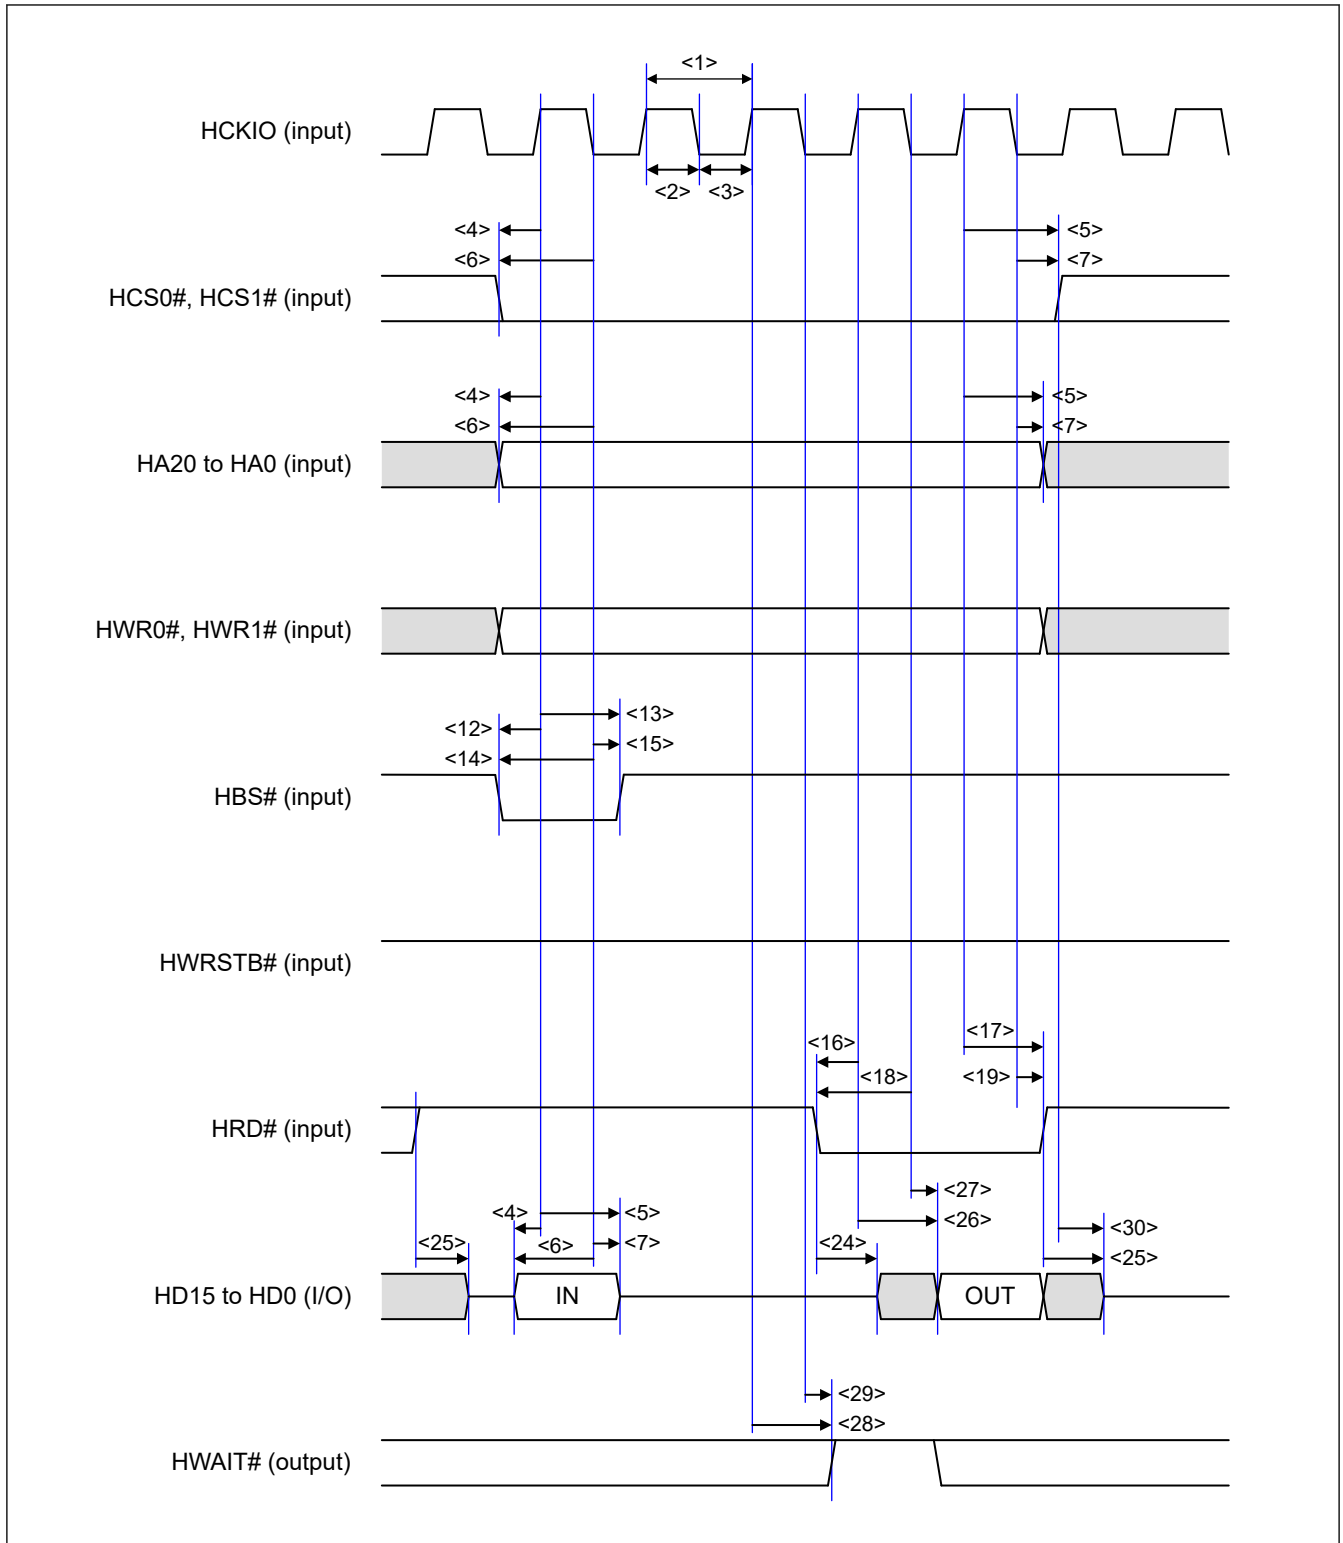 <1>
HCKIO (input)
<2> <3>
<4> <5>
<6> <7>
HCS0#, HCS1# (input)
<4> <5>
<6> <7>
HA20 to HA0 (input)
HWR0#, HWR1# (input)
<13>
<12>
<15>
<14>
HBS# (input)
HWRSTB# (input)
<17>
<16>
<18> <19>
HRD# (input)
<27>
<4> <5>
<26>
<30>
<25> <6> <7> <24>
<25>
HD15 to HD0 (I/O) IN OUT
<29>
<28>
HWAIT# (output)